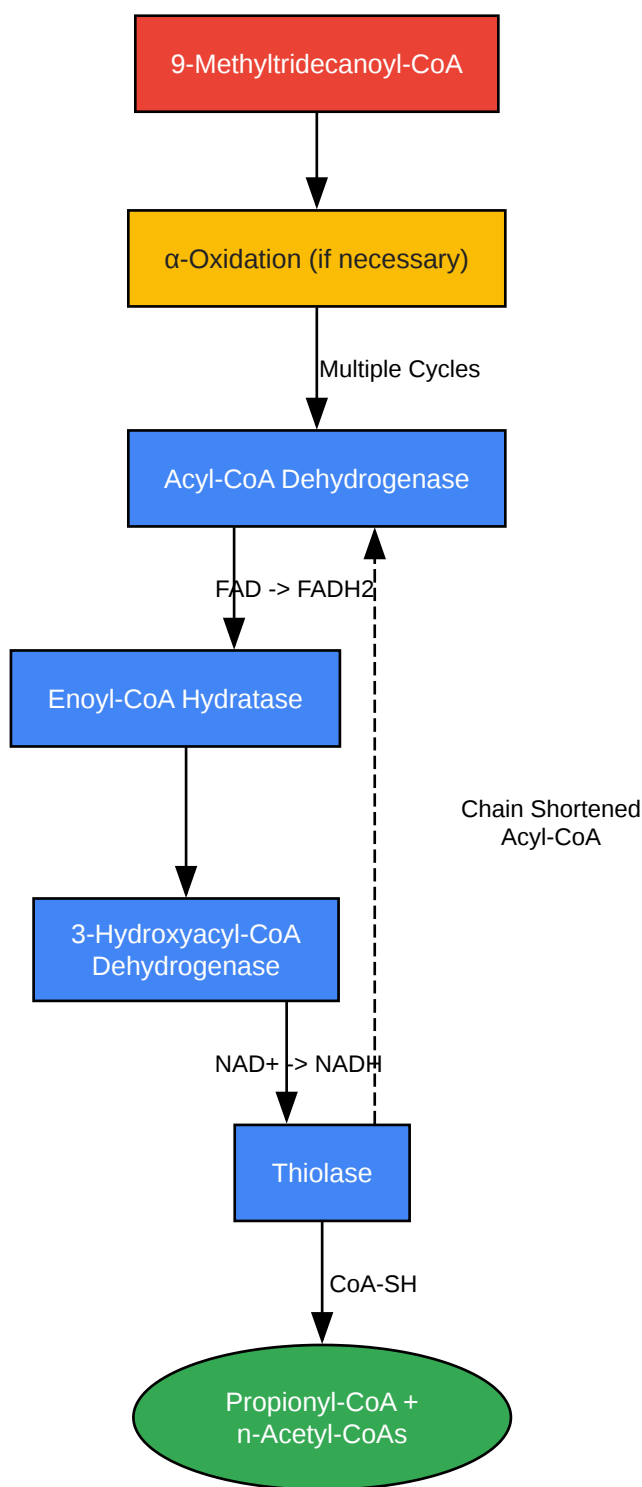 9-Methyltridecanoyl-CoA
α-Oxidation (if necessary)
Multiple Cycles
Acyl-CoA Dehydrogenase
FAD -> FADH2
Enoyl-CoA Hydratase
Chain Shortened
Acyl-CoA
3-Hydroxyacyl-CoA
Dehydrogenase
NAD+ -> NADH
Thiolase
CoA-SH
Propionyl-CoA +
n-Acetyl-CoAs